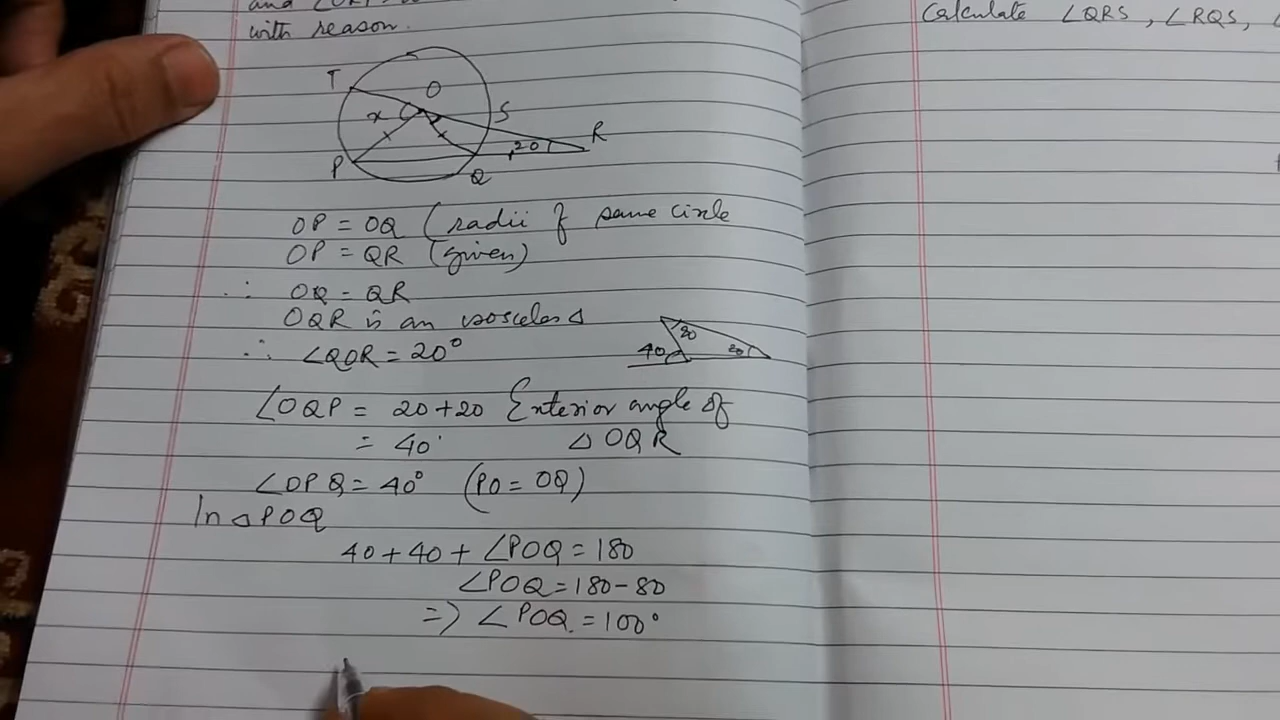 and ∠ORP
with reason.
Calculate ∠QRS, ∠RQS, ∠
T
O
x
S
R
20
P
Q
OP = OQ (radii of same circle
OP = QR (given)
∴ OQ = QR
OQR is an isosceles Δ
∴ ∠QOR = 20°
20
40
20
∠OQP = 20+20 {Exterior angle of
= 40° Δ OQR
∠OPQ = 40° (PO = OQ)
In Δ POQ
40+40+ ∠POQ = 180
∠POQ = 180-80
=> ∠POQ = 100°